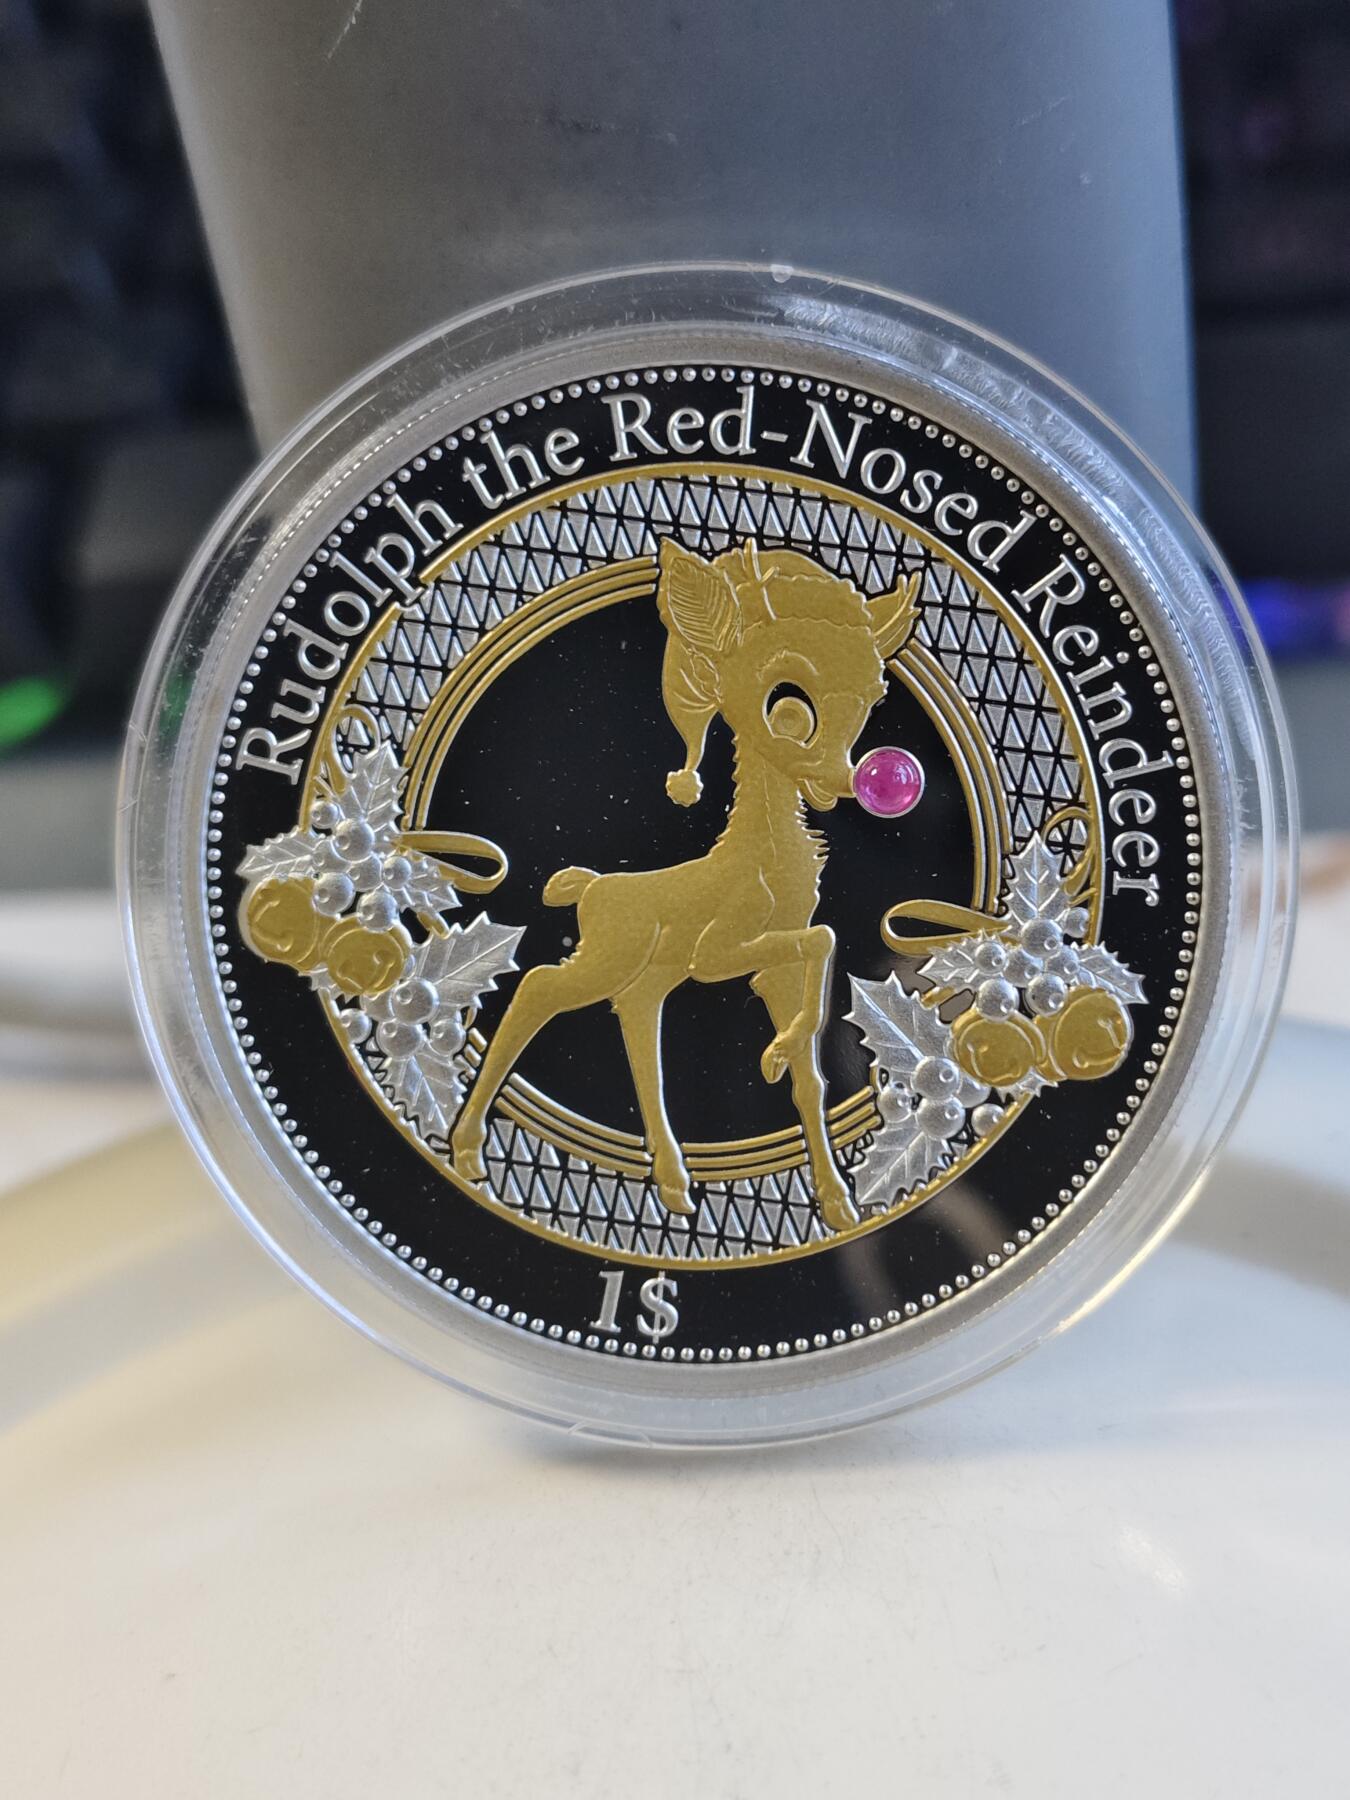 Rudolph the Red-Nosed Reindeer
1$